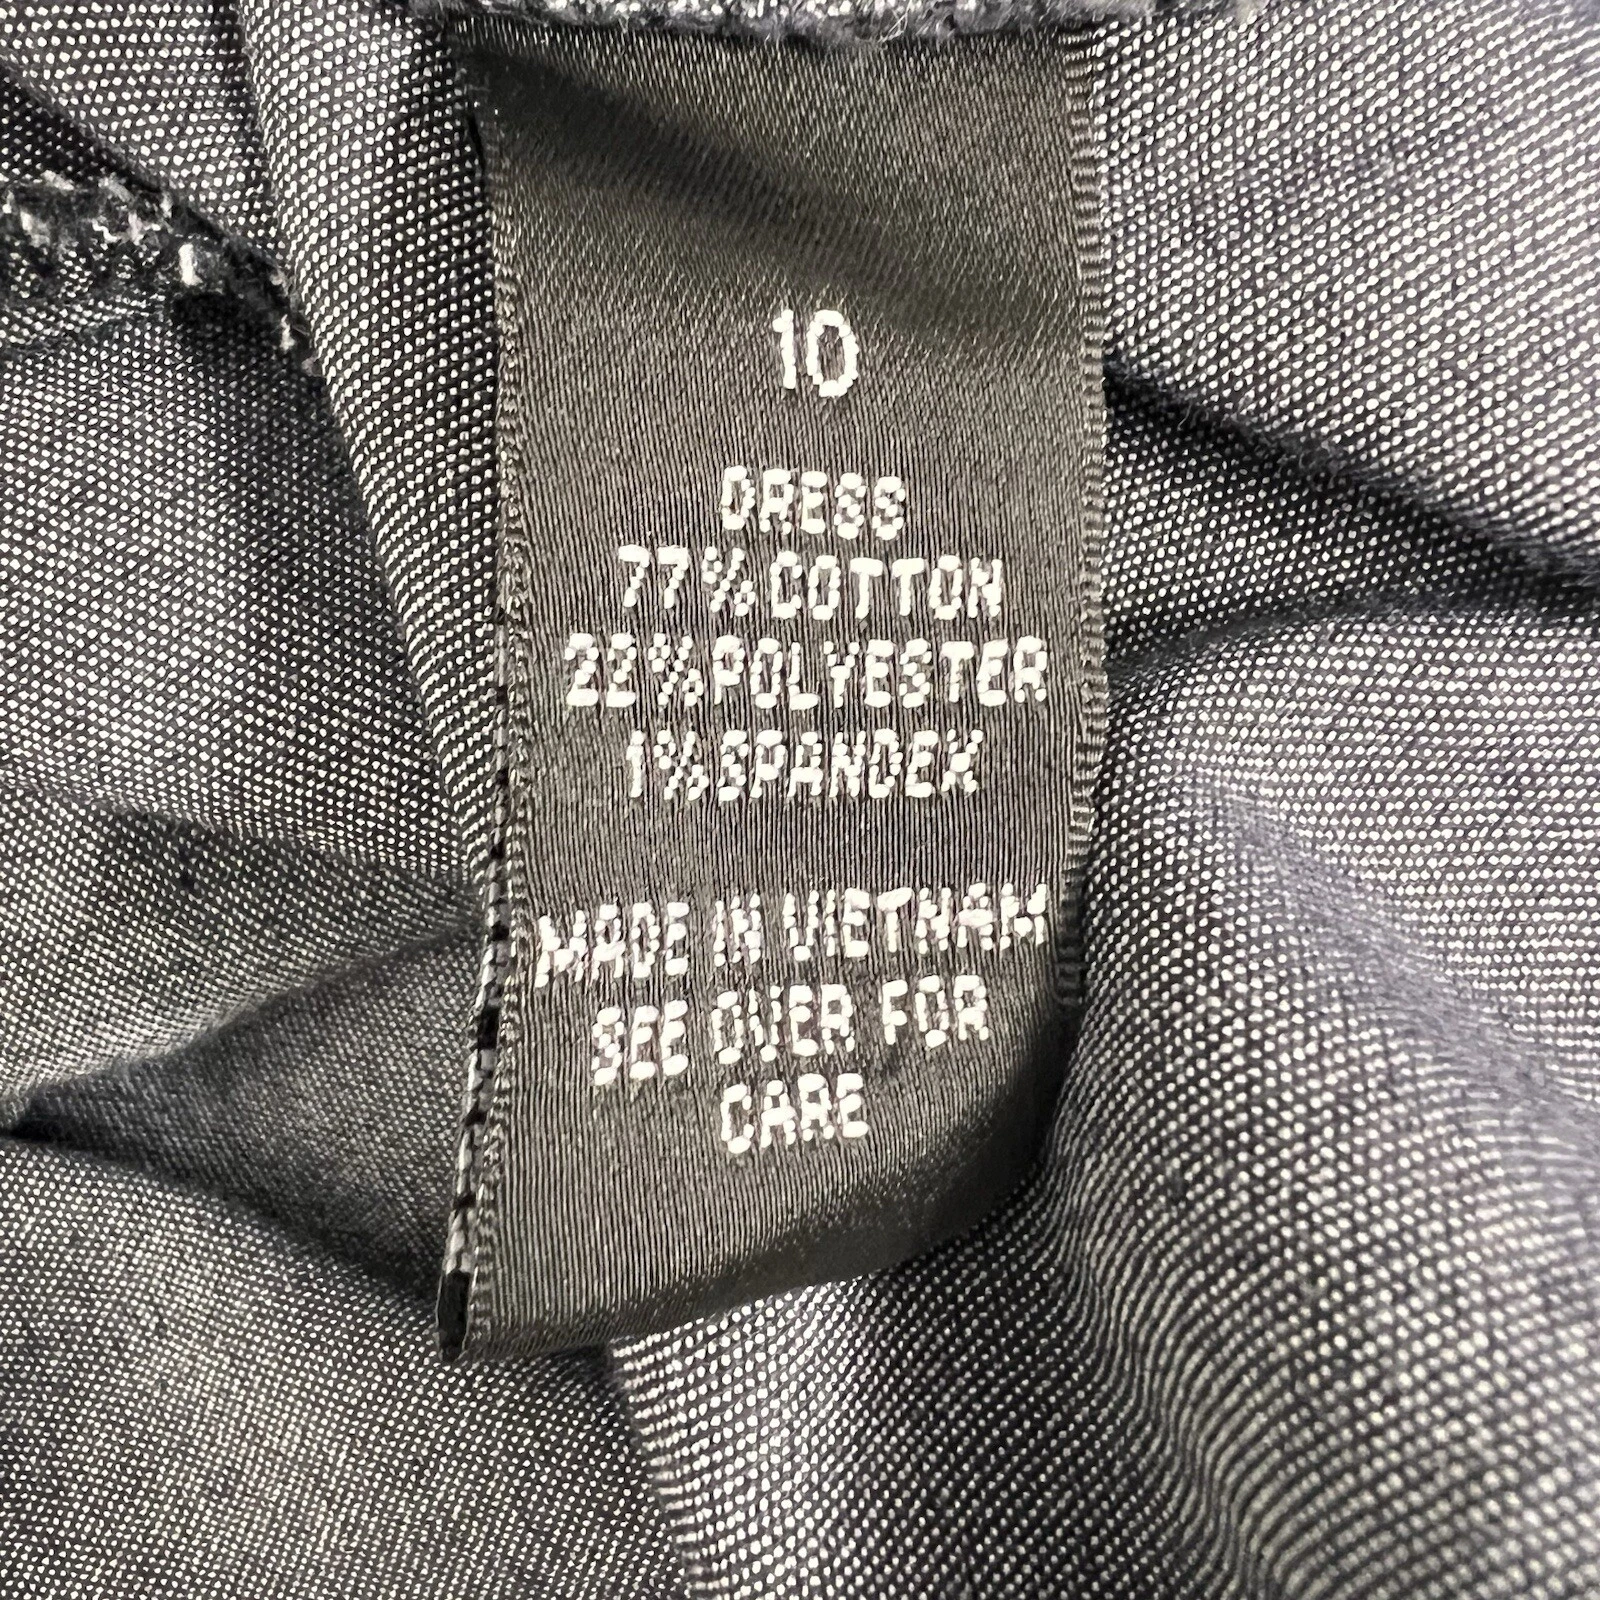 10
DRESS
77%COTTON
22%POLYESTER
1%SPANDEX
MADE IN VIETNAM
SEE OVER FOR
CARE